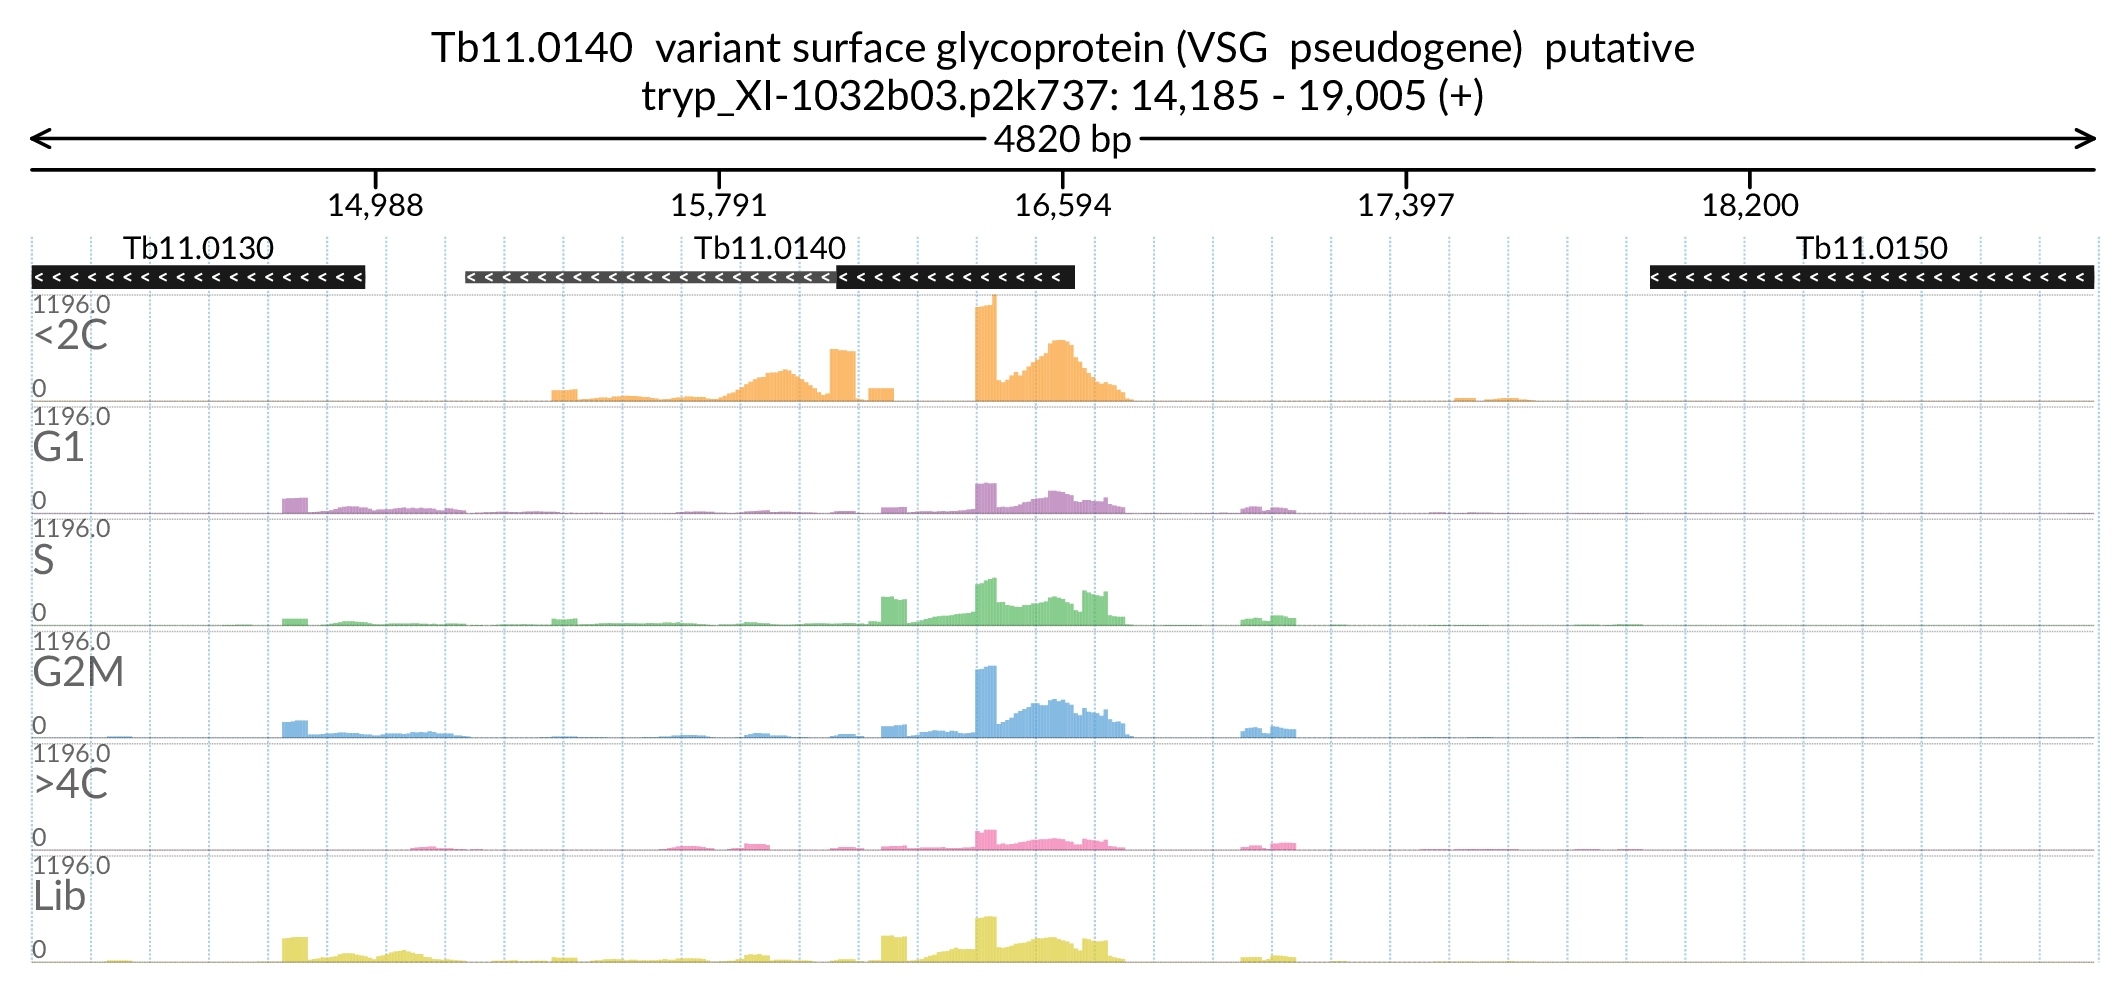 Tb11.0140 variant surface glycoprotein (VSG pseudogene) putative
tryp_XI-1032b03.p2k737: 14,185 - 19,005 (+)
4820 bp
14,988 15,791 16,594 17,397 18,200
Tb11.0130 Tb11.0140 Tb11.0150
1196.0
<2C
0
1196.0
G1
0
1196.0
S
0
1196.0
G2M
0
1196.0
>4C
0
1196.0
Lib
0